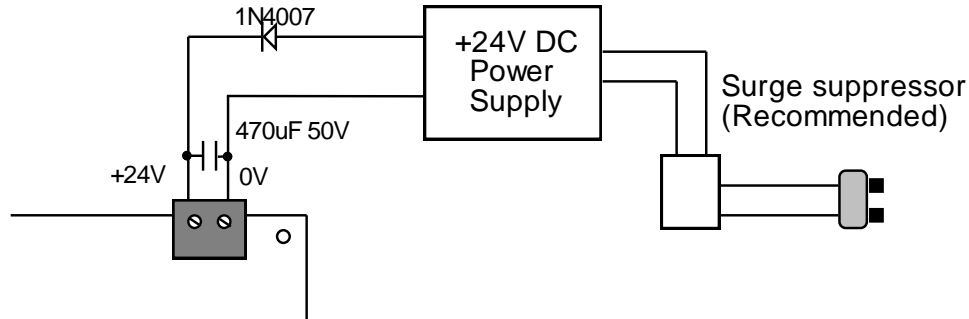 1N4007
+24V DC
Power
Supply
Surge suppressor
(Recommended)
470uF 50V
+24V
0V